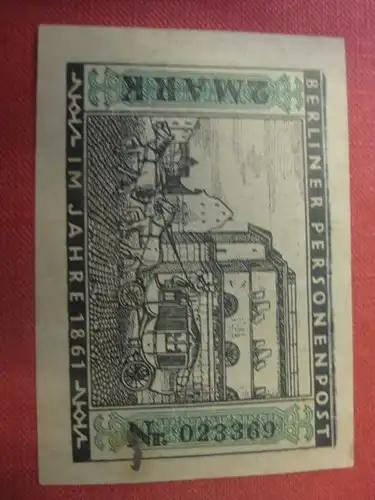 BERLINER PERSONENPOST
2 MARK
Nr. 023369
IM JAHRE 1861